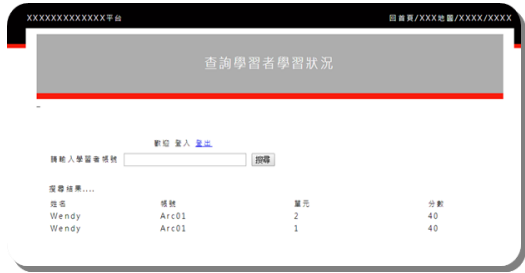 XXXXXXXXXXXXX平台 回首頁/XXX地圖/XXXX/XXXX
查詢學習者學習狀況
歡迎 登入 登出
請輸入學習者帳號 搜尋
搜尋結果....
姓名 帳號 單元 分數
Wendy Arc01 2 40
Wendy Arc01 1 40